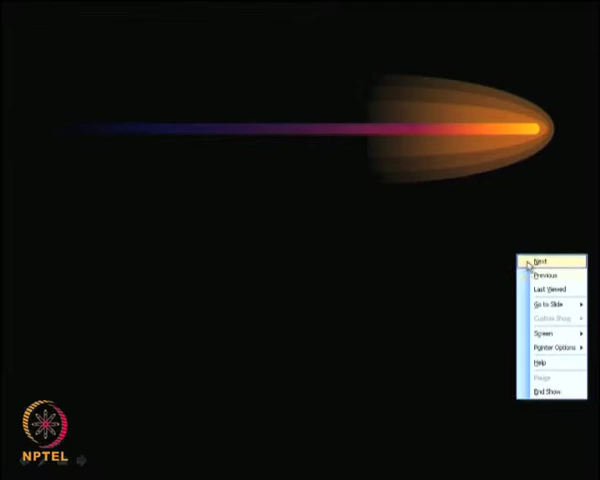 Next
Previous
Last Viewed
Go to Slide
Custom Show
Screen
Pointer Options
Help
Pause
End Show
NPTEL